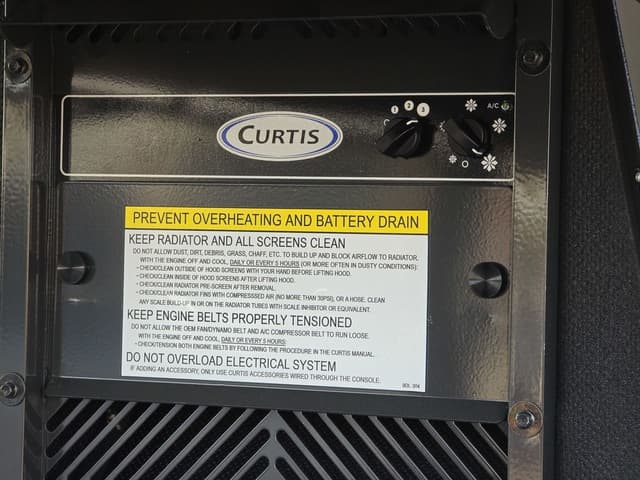 CURTIS
1 2 3
A/C
O
PREVENT OVERHEATING AND BATTERY DRAIN
KEEP RADIATOR AND ALL SCREENS CLEAN
DO NOT ALLOW DUST, DIRT, DEBRIS, GRASS, CHAFF, ETC. TO BUILD UP AND BLOCK AIRFLOW TO RADIATOR.
WITH THE ENGINE OFF AND COOL, DAILY OR EVERY 5 HOURS (OR MORE OFTEN IN DUSTY CONDITIONS):
- CHECK/CLEAN OUTSIDE OF HOOD SCREENS WITH YOUR HAND BEFORE LIFTING HOOD.
- CHECK/CLEAN INSIDE OF HOOD SCREENS AFTER LIFTING HOOD.
- CHECK/CLEAN RADIATOR PRE-SCREEN AFTER REMOVAL.
- CHECK/CLEAN RADIATOR FINS WITH COMPRESSSED AIR (NO MORE THAN 30PSI), OR A HOSE. CLEAN
ANY SCALE BUILD-UP IN OR ON THE RADIATOR TUBES WITH SCALE INHIBITOR OR EQUIVALENT.
KEEP ENGINE BELTS PROPERLY TENSIONED
DO NOT ALLOW THE OEM FAN/DYNAMO BELT AND A/C COMPRESSOR BELT TO RUN LOOSE.
WITH THE ENGINE OFF AND COOL, DAILY OR EVERY 5 HOURS:
- CHECK/TENSION BOTH ENGINE BELTS BY FOLLOWING THE PROCEDURE IN THE CURTIS MANUAL.
DO NOT OVERLOAD ELECTRICAL SYSTEM
IF ADDING AN ACCESSORY, ONLY USE CURTIS ACCESSORIES WIRED THROUGH THE CONSOLE.